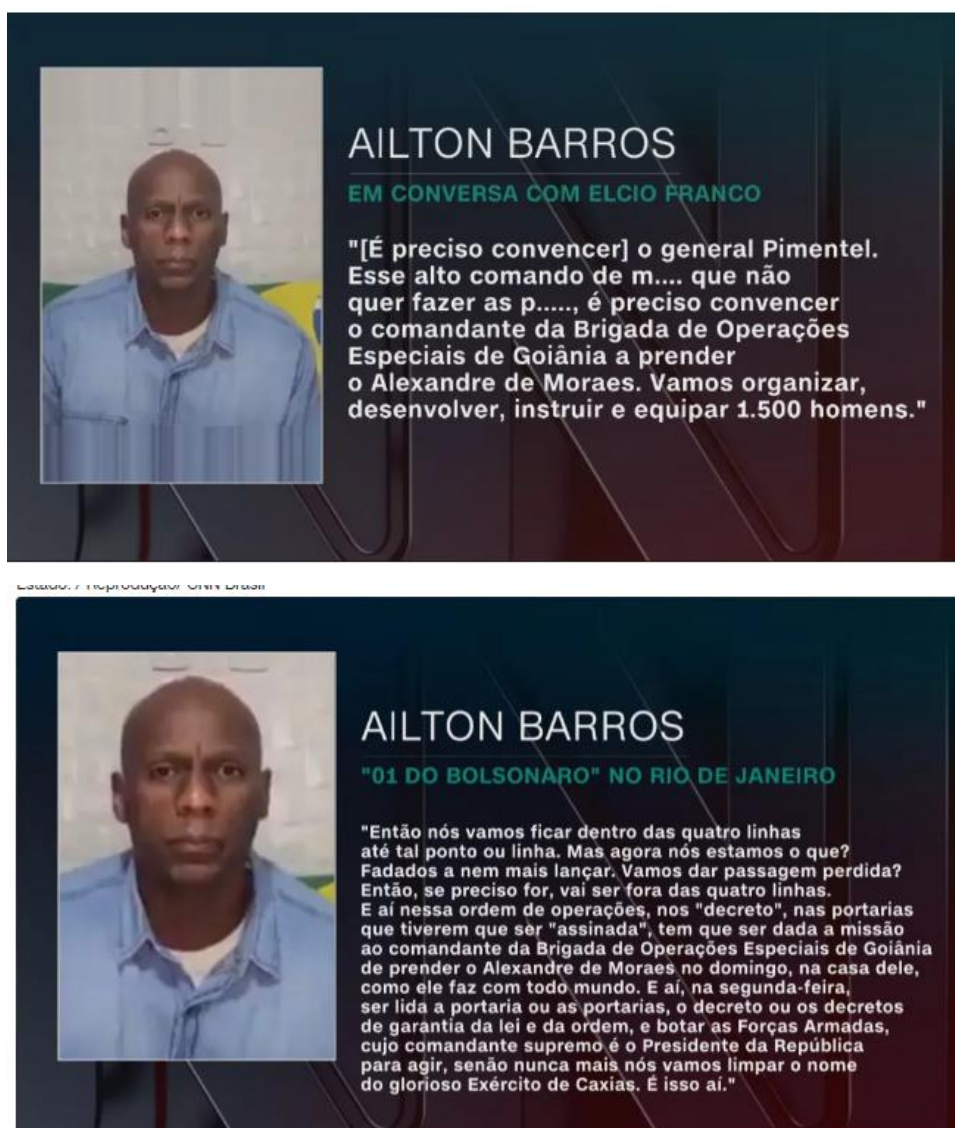 AILTON BARROS
EM CONVERSA COM ELCIO FRANCO
"[É preciso convencer] o general Pimentel.
Esse alto comando de m.... que não
quer fazer as p....., é preciso convencer
o comandante da Brigada de Operações
Especiais de Goiânia a prender
o Alexandre de Moraes. Vamos organizar,
desenvolver, instruir e equipar 1.500 homens."
Estado. / Reprodução/ CNN Brasil
AILTON BARROS
"01 DO BOLSONARO" NO RIO DE JANEIRO
"Então nós vamos ficar dentro das quatro linhas
até tal ponto ou linha. Mas agora nós estamos o que?
Fadados a nem mais lançar. Vamos dar passagem perdida?
Então, se preciso for, vai ser fora das quatro linhas.
E aí nessa ordem de operações, nos "decreto", nas portarias
que tiverem que ser "assinada", tem que ser dada a missão
ao comandante da Brigada de Operações Especiais de Goiânia
de prender o Alexandre de Moraes no domingo, na casa dele,
como ele faz com todo mundo. E aí, na segunda-feira,
ser lida a portaria ou as portarias, o decreto ou os decretos
de garantia da lei e da ordem, e botar as Forças Armadas,
cujo comandante supremo é o Presidente da República
para agir, senão nunca mais nós vamos limpar o nome
do glorioso Exército de Caxias. É isso aí."